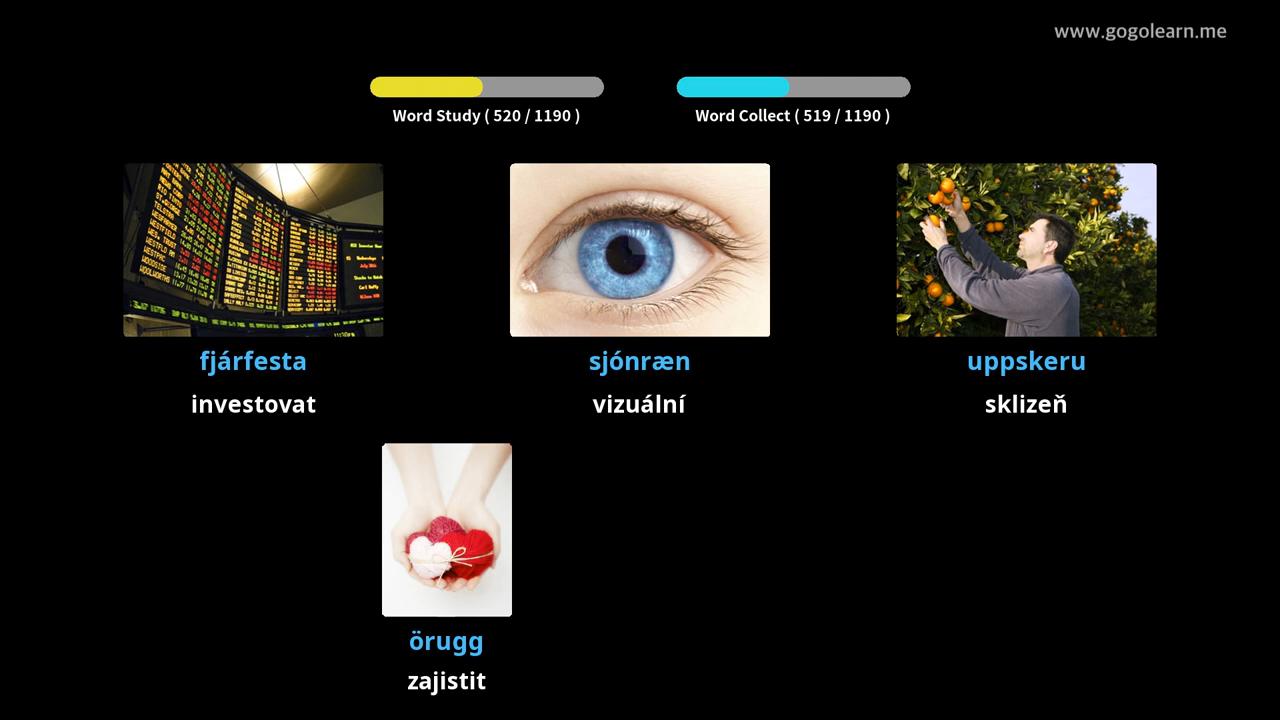 www.gogolearn.me
Word Study ( 520 / 1190 )
Word Collect ( 519 / 1190 )
fjárfesta
investovat
sjónræn
vizuální
uppskeru
sklizeň
örugg
zajistit